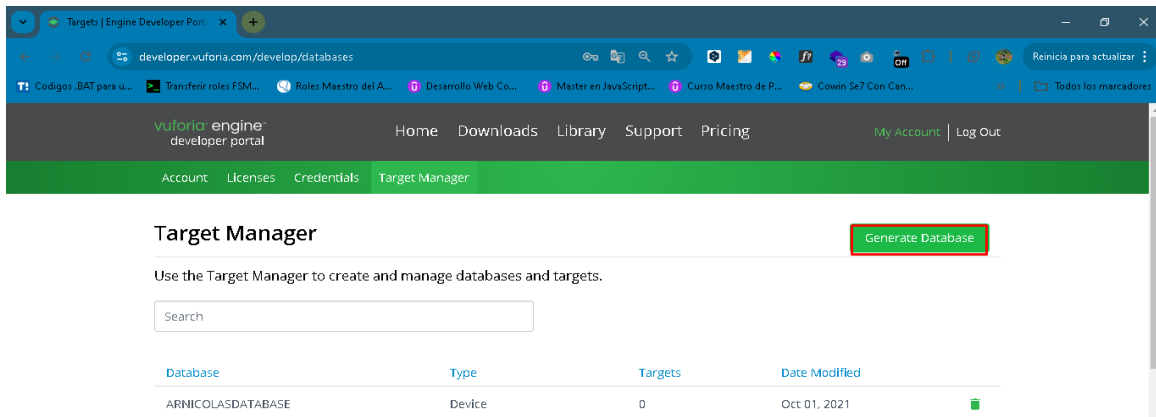 Targets | Engine Developer Port
developer.vuforia.com/develop/databases
Reinicia para actualizar
Codigos .BAT para u... Transferir roles FSM... Roles Maestro del A... Desarrollo Web Co... Master en JavaScript... Curso Maestro de P... Cowin Se7 Con Can... Todos los marcadores
vuforia engine
developer portal
Home Downloads Library Support Pricing
My Account | Log Out
Account Licenses Credentials Target Manager
Target Manager
Generate Database
Use the Target Manager to create and manage databases and targets.
Search
Database Type Targets Date Modified
ARNICOLASDATABASE Device 0 Oct 01, 2021